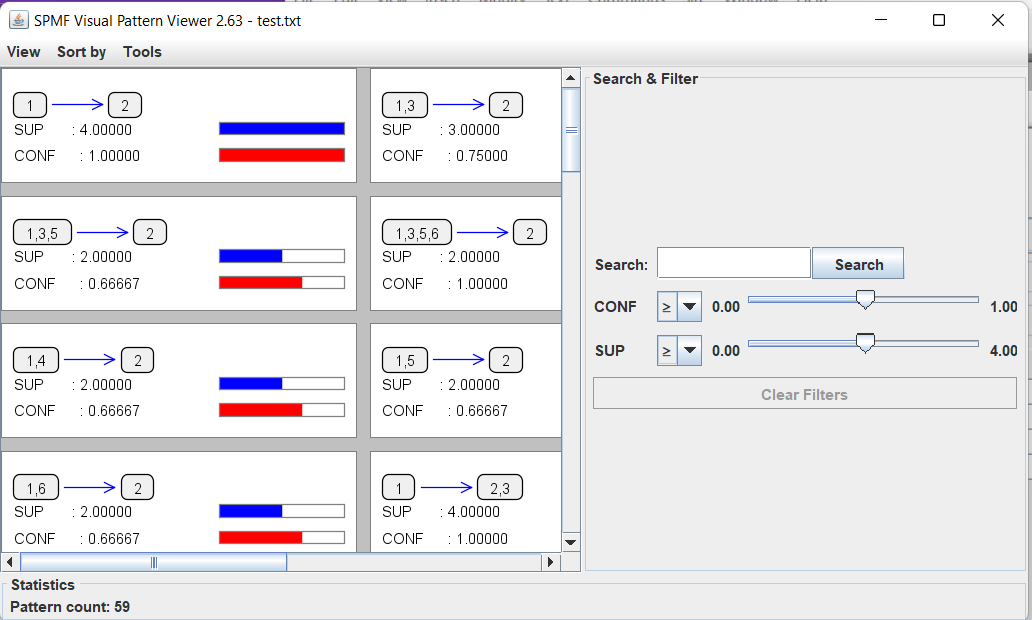 SPMF Visual Pattern Viewer 2.63 - test.txt
View Sort by Tools
1 2
SUP : 4.00000
CONF : 1.00000
1,3 2
SUP : 3.00000
CONF : 0.75000
1,3,5 2
SUP : 2.00000
CONF : 0.66667
1,3,5,6 2
SUP : 2.00000
CONF : 1.00000
1,4 2
SUP : 2.00000
CONF : 0.66667
1,5 2
SUP : 2.00000
CONF : 0.66667
1,6 2
SUP : 2.00000
CONF : 0.66667
1 2,3
SUP : 4.00000
CONF : 1.00000
Search & Filter
Search: Search
CONF ≥ 0.00 1.00
SUP ≥ 0.00 4.00
Clear Filters
Statistics
Pattern count: 59